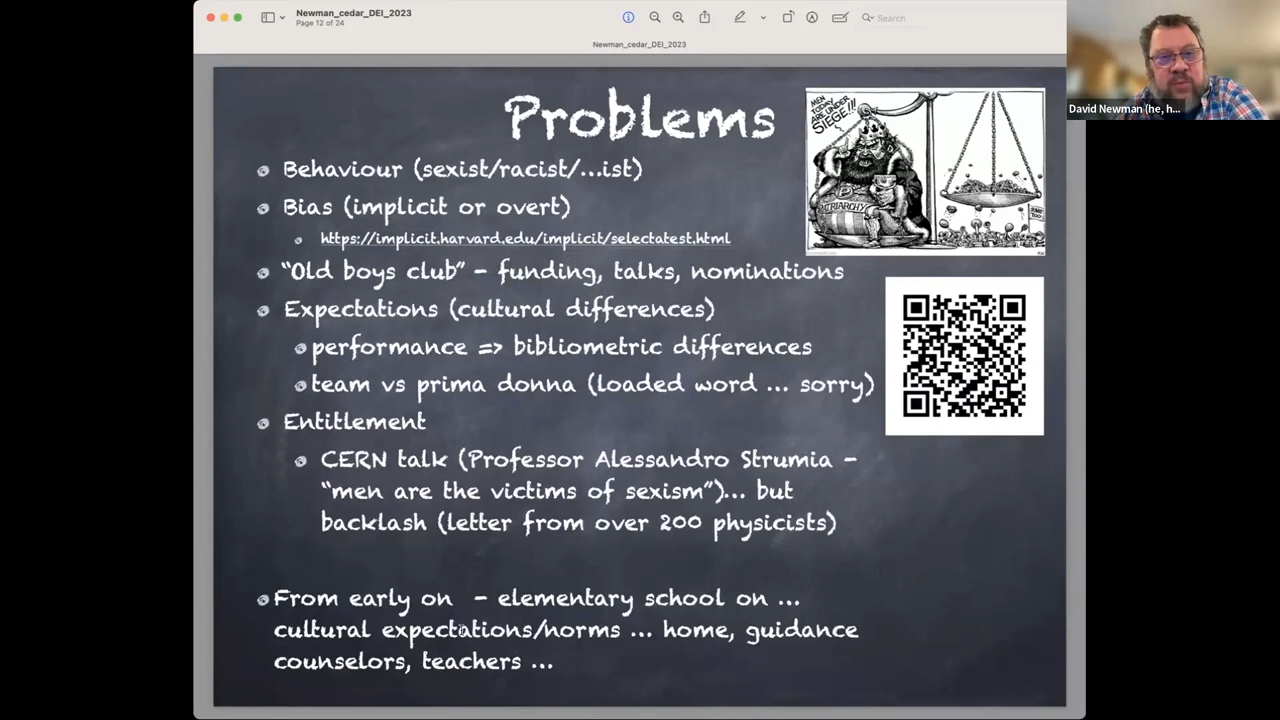 Newman_cedar_DEI_2023
Page 12 of 24
Search
Newman_cedar_DEI_2023
David Newman (he, h...
Problems
MEN TODAY ARE UNDER SIEGE!!!
PATRIARCHY
Behaviour (sexist/racist/...ist)
Bias (implicit or overt)
https://implicit.harvard.edu/implicit/selectatest.html
"Old boys club" - funding, talks, nominations
Expectations (cultural differences)
performance => bibliometric differences
team vs prima donna (loaded word ... sorry)
Entitlement
CERN talk (Professor Alessandro Strumia -
"men are the victims of sexism")... but
backlash (letter from over 200 physicists)
From early on - elementary school on ...
cultural expectations/norms ... home, guidance
counselors, teachers ...